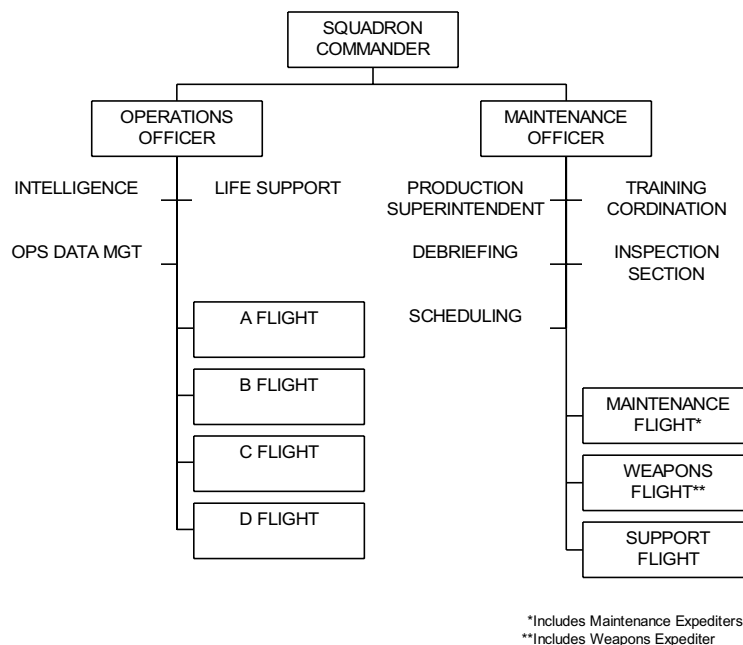 SQUADRON
COMMANDER
OPERATIONS
OFFICER
MAINTENANCE
OFFICER
INTELLIGENCE
LIFE SUPPORT
OPS DATA MGT
A FLIGHT
B FLIGHT
C FLIGHT
D FLIGHT
PRODUCTION
SUPERINTENDENT
TRAINING
CORDINATION
DEBRIEFING
INSPECTION
SECTION
SCHEDULING
MAINTENANCE
FLIGHT*
WEAPONS
FLIGHT**
SUPPORT
FLIGHT
*Includes Maintenance Expediters
**Includes Weapons Expediter